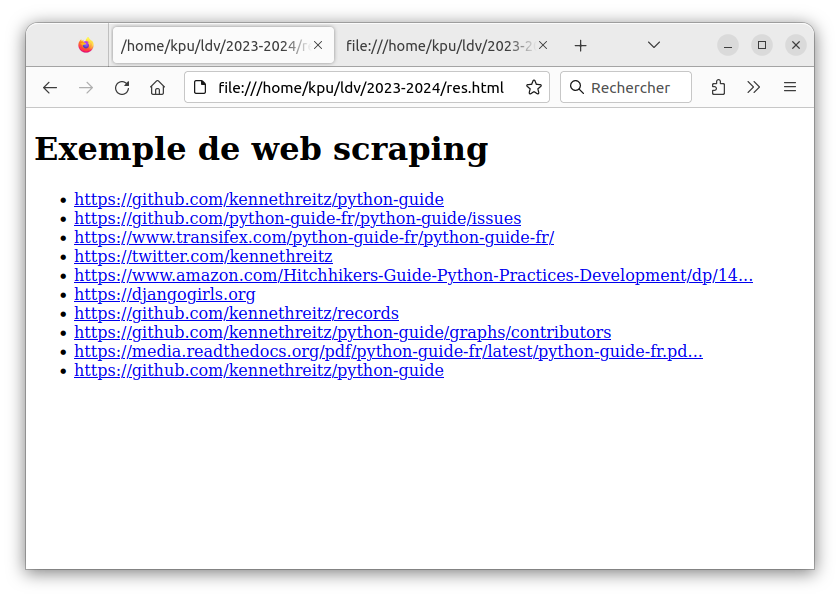 /home/kpu/ldv/2023-2024/re
file:///home/kpu/ldv/2023-2
file:///home/kpu/ldv/2023-2024/res.html
Rechercher
Exemple de web scraping
https://github.com/kennethreitz/python-guide
https://github.com/python-guide-fr/python-guide/issues
https://www.transifex.com/python-guide-fr/python-guide-fr/
https://twitter.com/kennethreitz
https://www.amazon.com/Hitchhikers-Guide-Python-Practices-Development/dp/14...
https://djangogirls.org
https://github.com/kennethreitz/records
https://github.com/kennethreitz/python-guide/graphs/contributors
https://media.readthedocs.org/pdf/python-guide-fr/latest/python-guide-fr.pd...
https://github.com/kennethreitz/python-guide